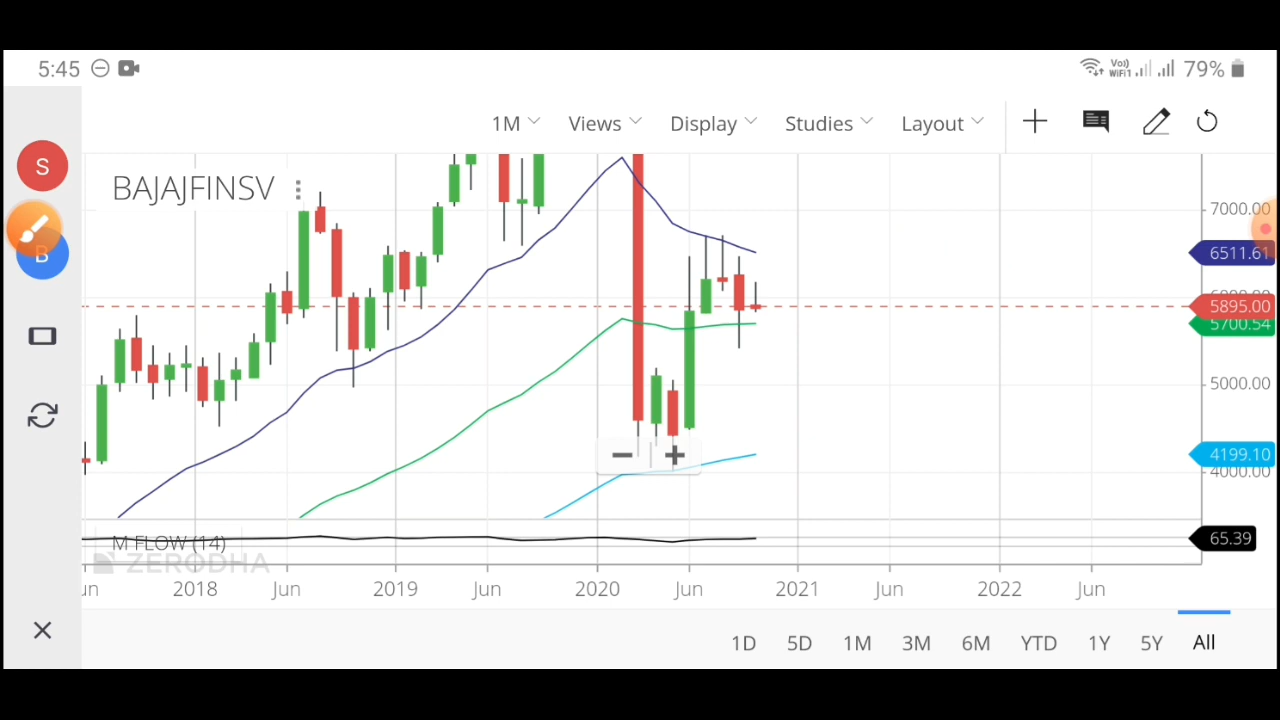 5:45 Vo) WiFi1 79%
1M Views Display Studies Layout
S
BAJAJFINSV
B
7000.00
6511.61
5895.00
5700.54
5000.00
4199.10
4000.00
M FLOW (14)
65.39
ZERODHA
2018 Jun 2019 Jun 2020 Jun 2021 Jun 2022 Jun
1D 5D 1M 3M 6M YTD 1Y 5Y All